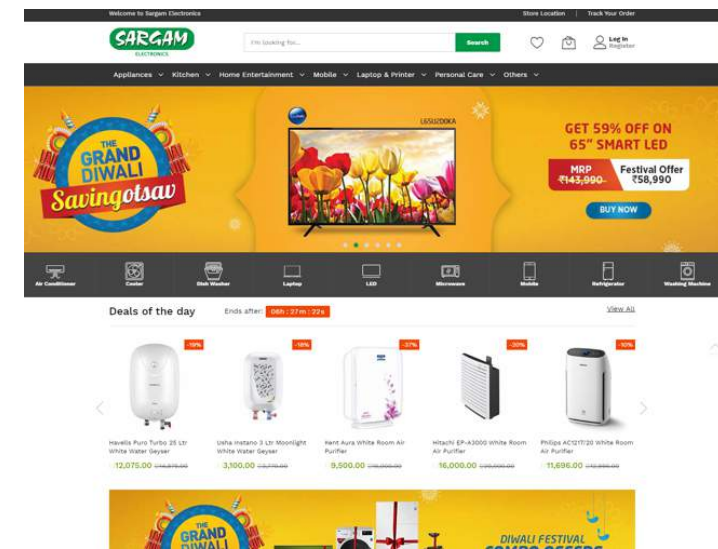 Welcome to Sargam Electronics
Store Location | Track Your Order
SARGAM
ELECTRONICS
I'm looking for...
Search
Log In
Register
Appliances
Kitchen
Home Entertainment
Mobile
Laptop & Printer
Personal Care
Others
THE
GRAND
DIWALI
Savingotsav
L65U200KA
GET 59% OFF ON
65" SMART LED
MRP
₹143,990
Festival Offer
₹58,990
BUY NOW
Air Conditioner
Cooler
Dish Washer
Laptop
LED
Microwave
Mobile
Refrigerator
Washing Machine
Deals of the day
Ends after: 06h : 27m : 22s
View All
-19%
-18%
-37%
-20%
-10%
Havells Puro Turbo 25 Ltr
White Water Geyser
12,075.00
Usha Instano 3 Ltr Moonlight
White Water Geyser
3,100.00
Kent Aura White Room Air
Purifier
9,500.00
Hitachi EP-A3000 White Room
Air Purifier
16,000.00
Philips AC1217/20 White Room
Air Purifier
11,696.00
THE
GRAND
DIWALI
DIWALI FESTIVAL
COMBO OFFERS